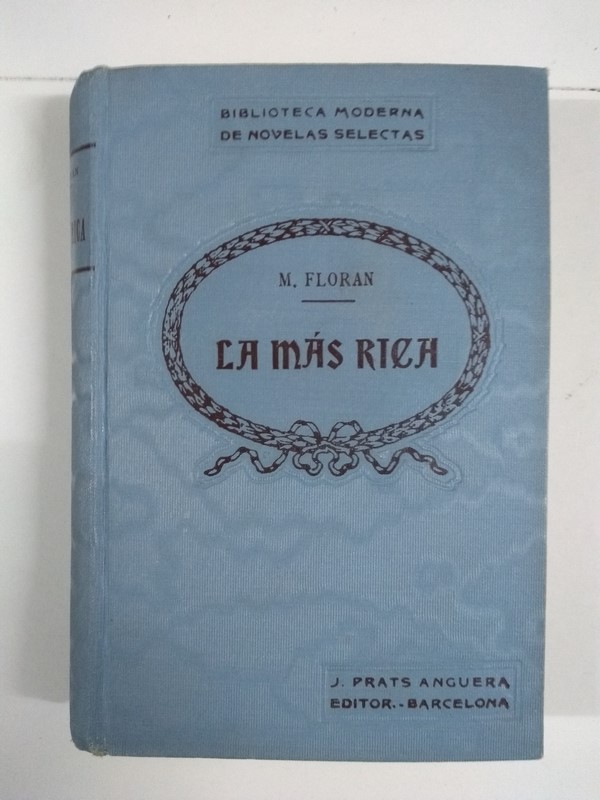 BIBLIOTECA MODERNA
DE NOVELAS SELECTAS
M. FLORAN
LA MÁS RICA
J. PRATS ANGUERA
EDITOR.-BARCELONA